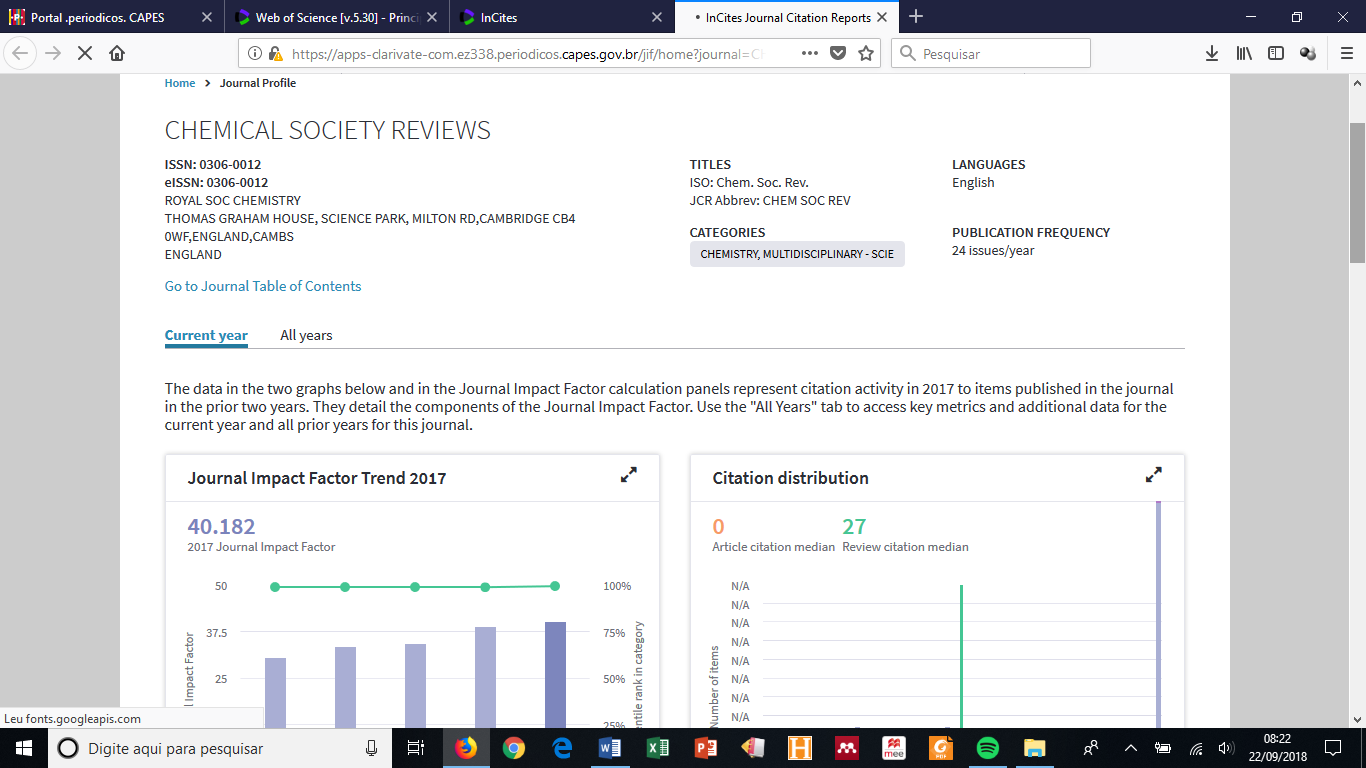 Portal .periodicos. CAPES
Web of Science [v.5.30] - Princi
InCites
InCites Journal Citation Reports
https://apps-clarivate-com.ez338.periodicos.capes.gov.br/jif/home?journal=C
Pesquisar
Home > Journal Profile
CHEMICAL SOCIETY REVIEWS
ISSN: 0306-0012
eISSN: 0306-0012
ROYAL SOC CHEMISTRY
THOMAS GRAHAM HOUSE, SCIENCE PARK, MILTON RD,CAMBRIDGE CB4
0WF,ENGLAND,CAMBS
ENGLAND
Go to Journal Table of Contents
TITLES
ISO: Chem. Soc. Rev.
JCR Abbrev: CHEM SOC REV
CATEGORIES
CHEMISTRY, MULTIDISCIPLINARY - SCIE
LANGUAGES
English
PUBLICATION FREQUENCY
24 issues/year
Current year
All years
The data in the two graphs below and in the Journal Impact Factor calculation panels represent citation activity in 2017 to items published in the journal
in the prior two years. They detail the components of the Journal Impact Factor. Use the "All Years" tab to access key metrics and additional data for the
current year and all prior years for this journal.
Journal Impact Factor Trend 2017
40.182
2017 Journal Impact Factor
50
37.5
25
l Impact Factor
100%
75%
50%
25%
ntile rank in category
Citation distribution
0
Article citation median
27
Review citation median
N/A
N/A
N/A
N/A
N/A
N/A
N/A
N/A
Number of items
Leu fonts.googleapis.com
Digite aqui para pesquisar
mee
PDF
08:22
22/09/2018